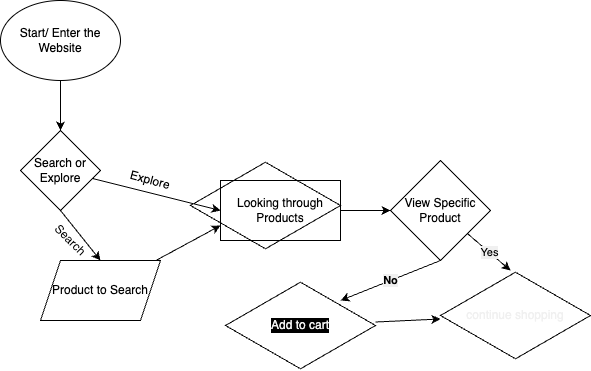 Start/ Enter the
Website
Search or
Explore
Explore
Search
Product to Search
Looking through
Products
View Specific
Product
Yes
No
Add to cart
continue shopping